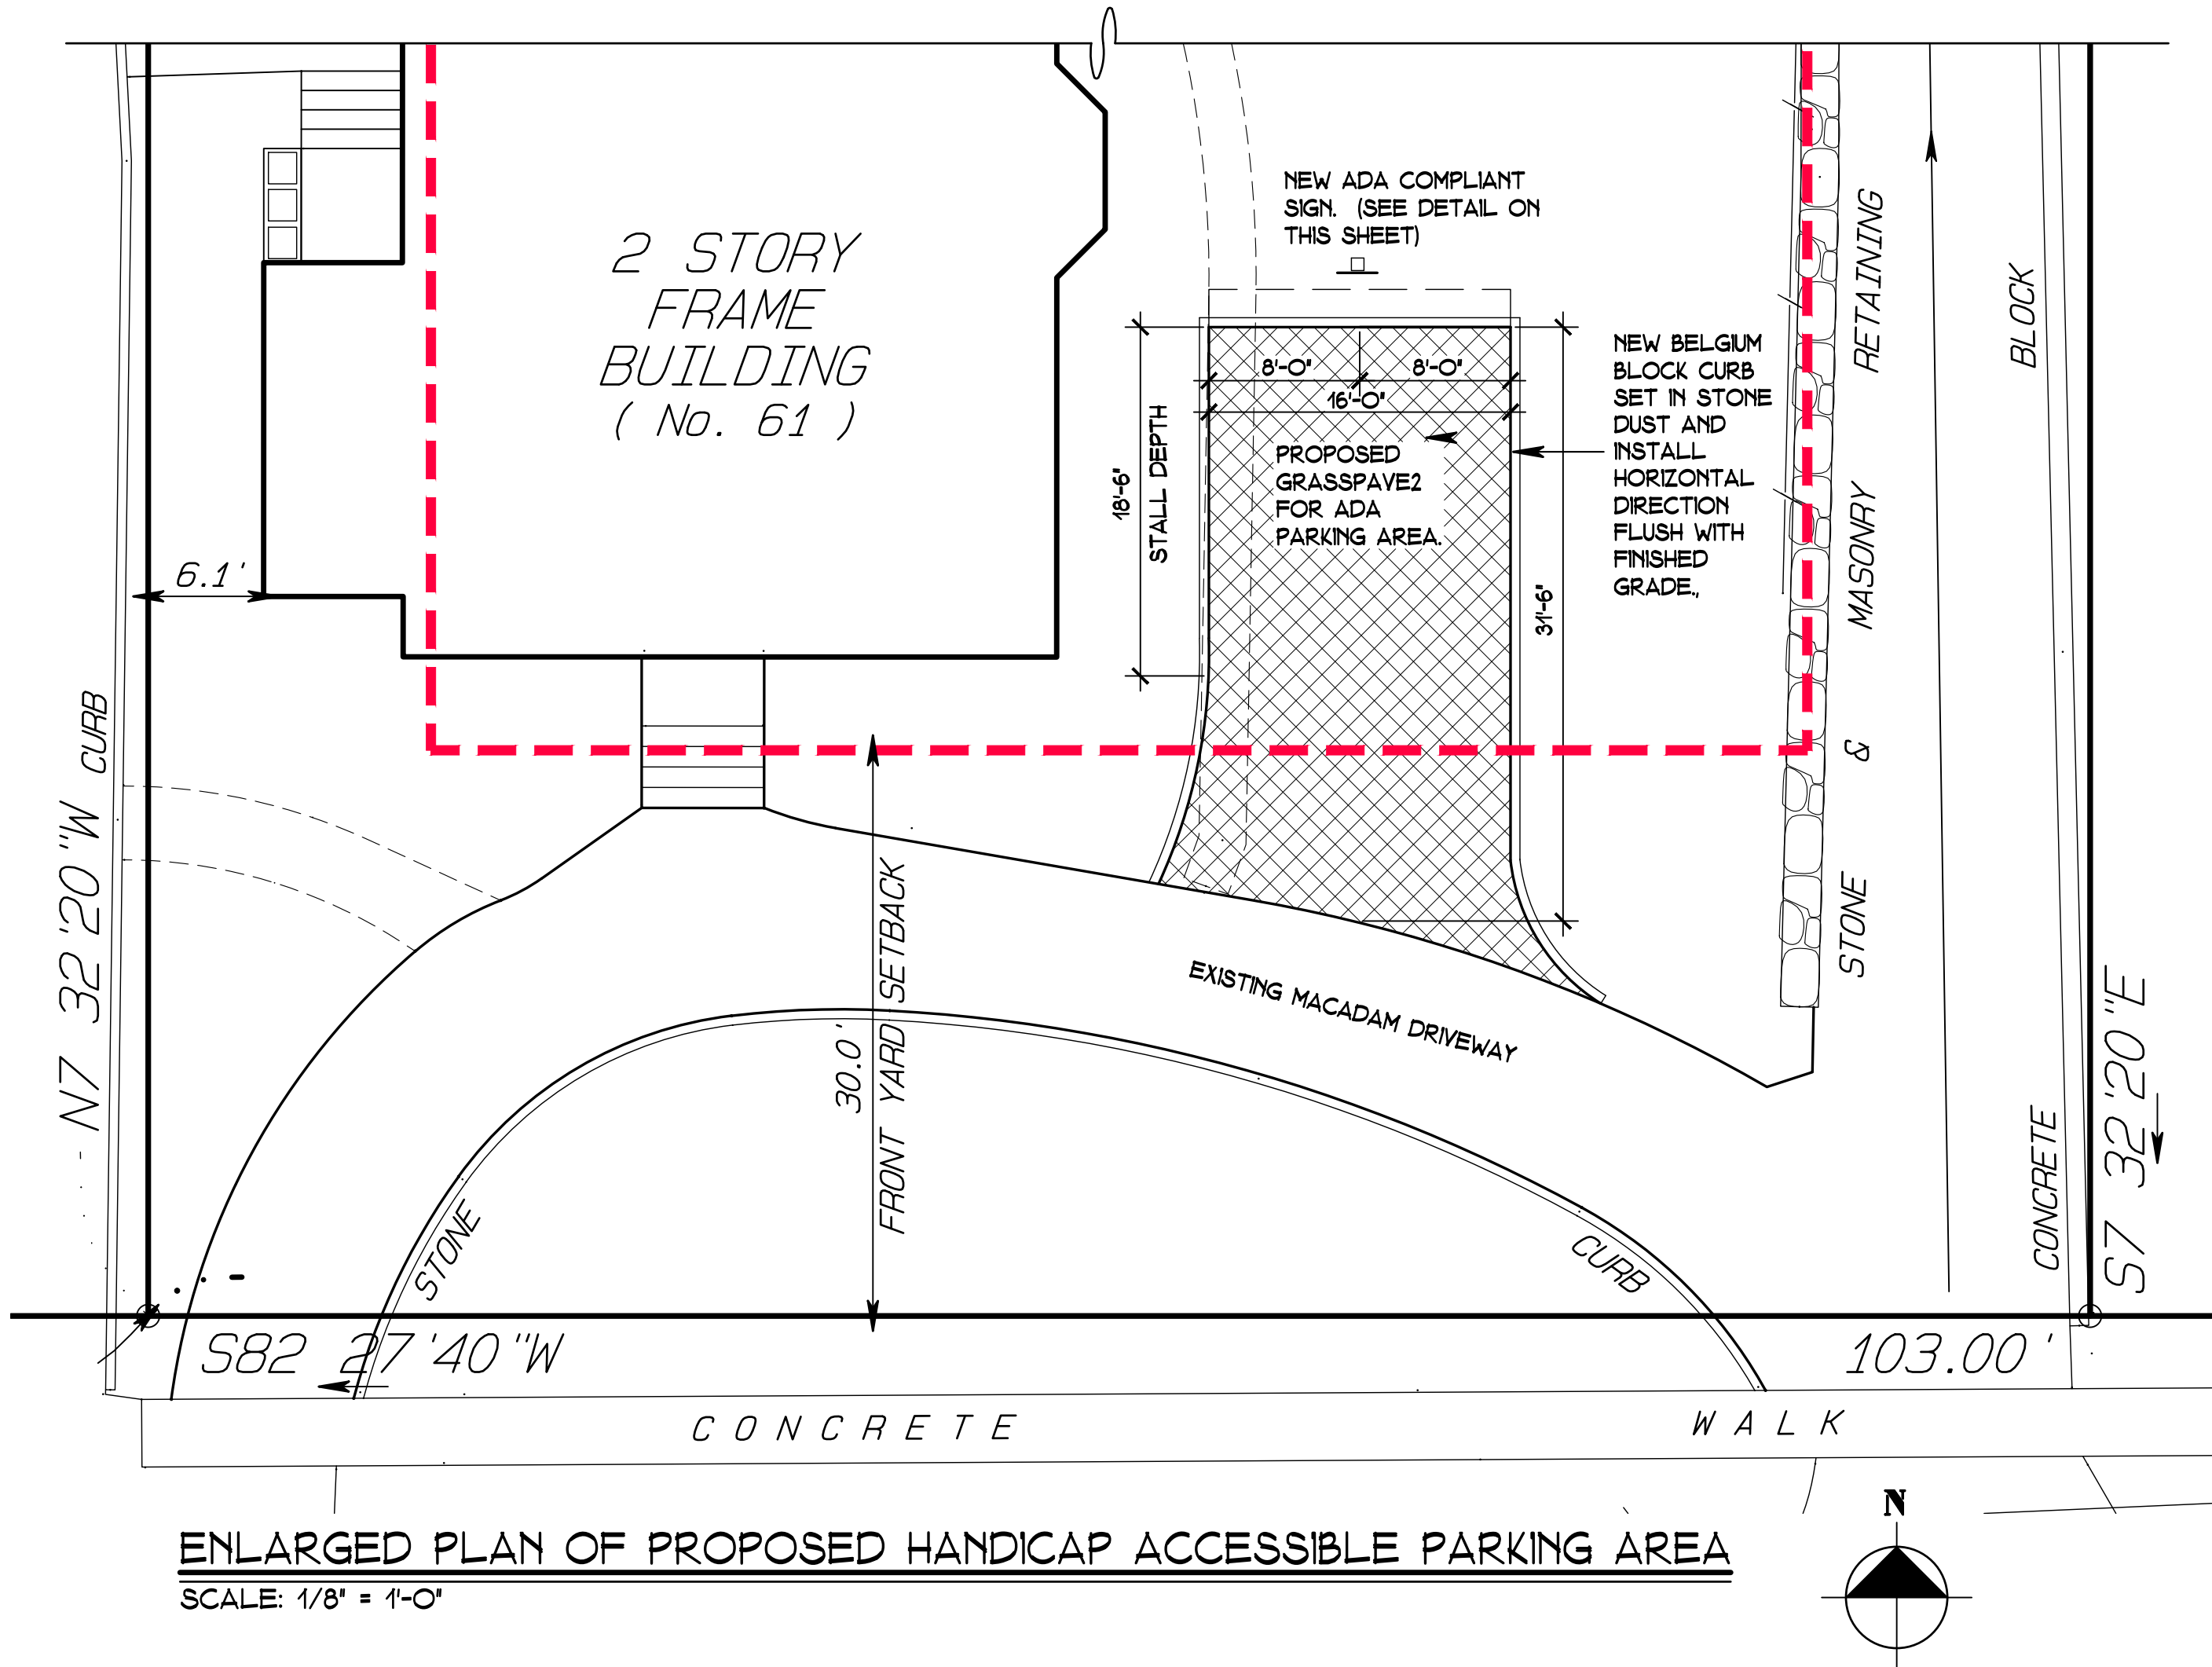 NEW ADA COMPLIANT
SIGN. (SEE DETAIL ON
THIS SHEET)
2 STORY
FRAME
BUILDING
( No. 61 )
8'-0"
8'-0"
16'-0"
18'-6"
STALL DEPTH
PROPOSED
GRASSPAVE2
FOR ADA
PARKING AREA.
31'-6"
NEW BELGIUM
BLOCK CURB
SET IN STONE
DUST AND
INSTALL
HORIZONTAL
DIRECTION
FLUSH WITH
FINISHED
GRADE.,
STONE & MASONRY RETAINING
CONCRETE BLOCK
6.1'
CURB
N7 32'20"W
30.0'
FRONT YARD SETBACK
EXISTING MACADAM DRIVEWAY
STONE
CURB
S7 32'20"E
S82 27'40"W
103.00'
CONCRETE WALK
N
ENLARGED PLAN OF PROPOSED HANDICAP ACCESSIBLE PARKING AREA
SCALE: 1/8" = 1'-0"